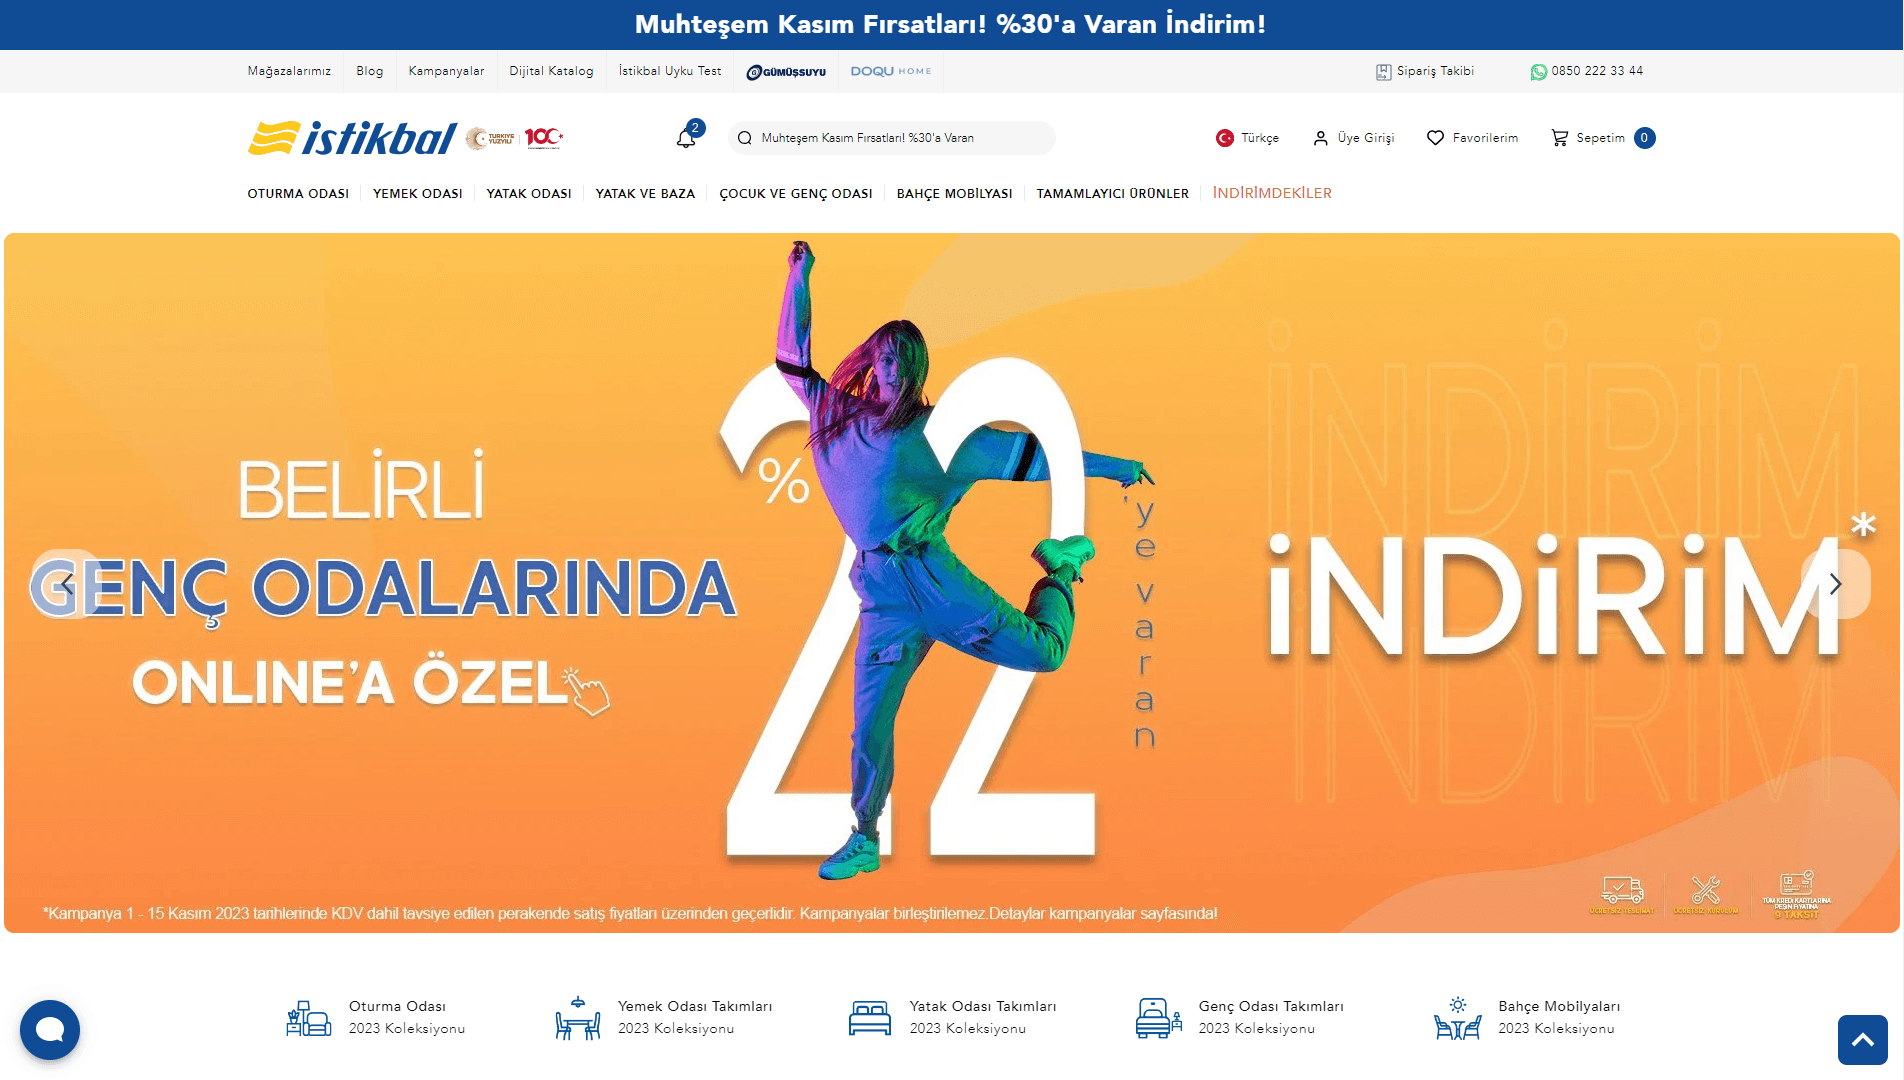 Muhteşem Kasım Fırsatları! %30'a Varan İndirim!
Mağazalarımız Blog Kampanyalar Dijital Katalog İstikbal Uyku Test GÜMÜŞSUYU DOQU HOME Sipariş Takibi 0850 222 33 44
istikbal TÜRKİYE YÜZYILI 100 2 Muhteşem Kasım Fırsatları! %30'a Varan Türkçe Üye Girişi Favorilerim Sepetim 0
OTURMA ODASI YEMEK ODASI YATAK ODASI YATAK VE BAZA ÇOCUK VE GENÇ ODASI BAHÇE MOBİLYASI TAMAMLAYICI ÜRÜNLER İNDİRİMDEKİLER
BELİRLİ
GENÇ ODALARINDA
ONLINE'A ÖZEL
%22
'ye varan
İNDİRİM
İNDİRİM*
İNDİRİM
ÜCRETSİZ TESLİMAT
ÜCRETSİZ KURULUM
TÜM KREDİ KARTLARINA
PEŞİN FİYATINA
9 TAKSİT
*Kampanya 1 - 15 Kasım 2023 tarihlerinde KDV dahil tavsiye edilen perakende satış fiyatları üzerinden geçerlidir. Kampanyalar birleştirilemez.Detaylar kampanyalar sayfasında!
Oturma Odası
2023 Koleksiyonu
Yemek Odası Takımları
2023 Koleksiyonu
Yatak Odası Takımları
2023 Koleksiyonu
Genç Odası Takımları
2023 Koleksiyonu
Bahçe Mobilyaları
2023 Koleksiyonu